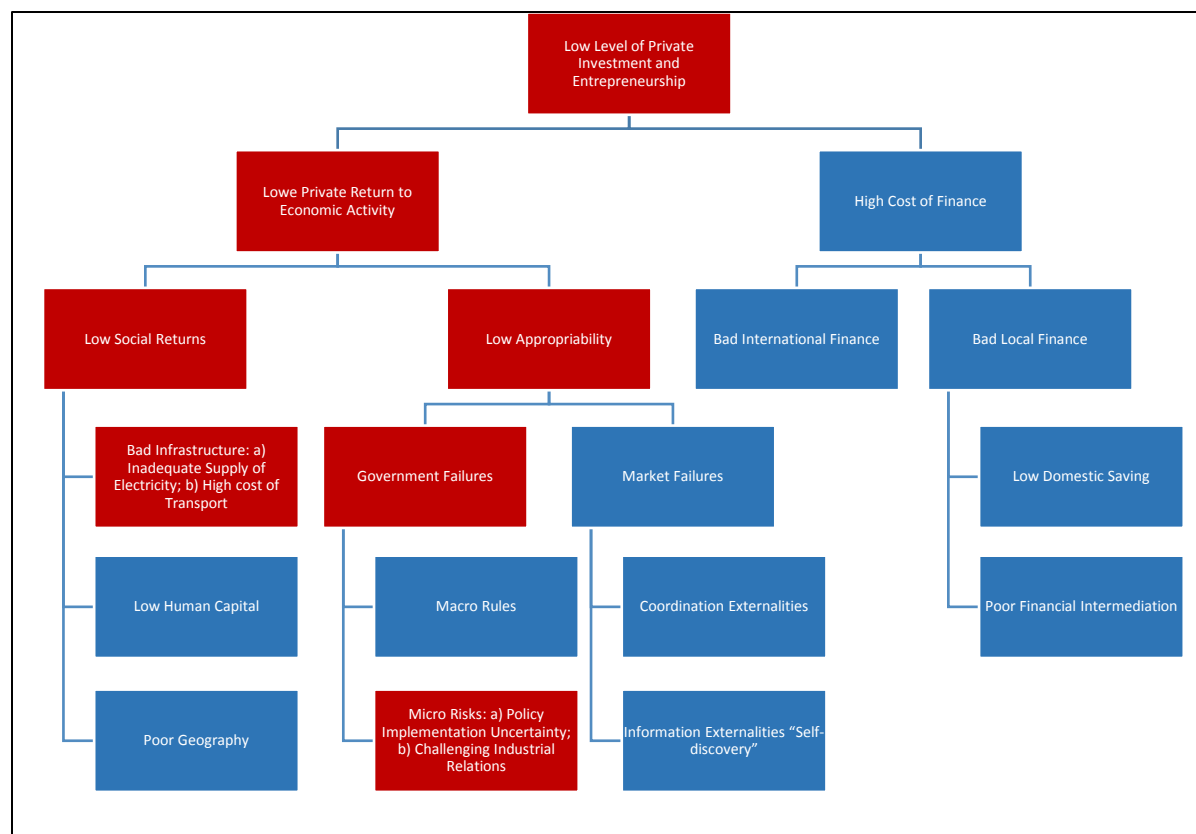 Low Level of Private
Investment and
Entrepreneurship
Lowe Private Return to
Economic Activity
High Cost of Finance
Low Social Returns
Low Appropriability
Bad International Finance
Bad Local Finance
Bad Infrastructure: a)
Inadequate Supply of
Electricity; b) High cost of
Transport
Government Failures
Market Failures
Low Domestic Saving
Low Human Capital
Macro Rules
Coordination Externalities
Poor Financial Intermediation
Poor Geography
Micro Risks: a) Policy
Implementation Uncertainty;
b) Challenging Industrial
Relations
Information Externalities “Self-
discovery”